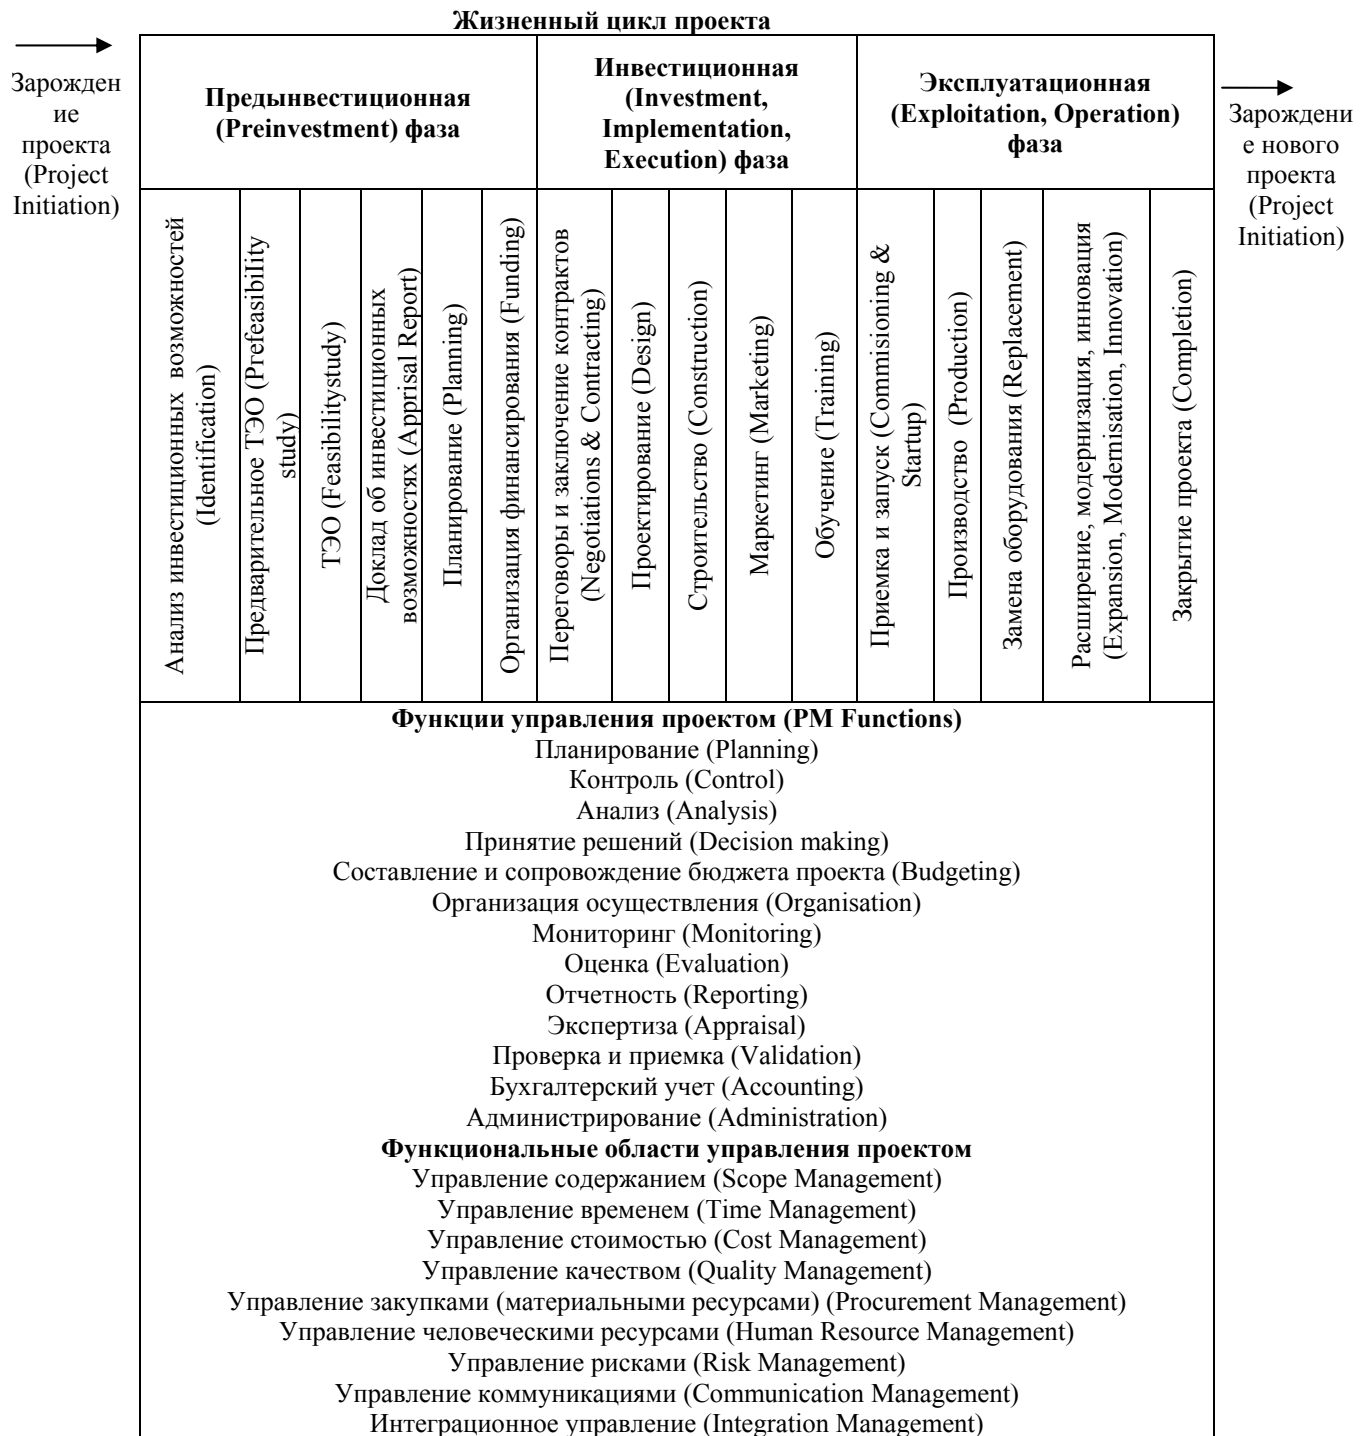 Жизненный цикл проекта
Зарожден
ие
проекта
(Project
Initiation)
Предынвестиционная
(Preinvestment) фаза
Инвестиционная
(Investment,
Implementation,
Execution) фаза
Эксплуатационная
(Exploitation, Operation)
фаза
Зарождени
е нового
проекта
(Project
Initiation)
Анализ инвестиционных возможностей
(Identification)
Предварительное ТЭО (Prefeasibility
study)
ТЭО (Feasibilitystudy)
Доклад об инвестиционных
возможностях (Apprisal Report)
Планирование (Planning)
Организация финансирования (Funding)
Переговоры и заключение контрактов
(Negotiations & Contracting)
Проектирование (Design)
Строительство (Construction)
Маркетинг (Marketing)
Обучение (Training)
Приемка и запуск (Commisioning &
Startup)
Производство (Production)
Замена оборудования (Replacement)
Расширение, модернизация, инновация
(Expansion, Modernisation, Innovation)
Закрытие проекта (Completion)
Функции управления проектом (PM Functions)
Планирование (Planning)
Контроль (Control)
Анализ (Analysis)
Принятие решений (Decision making)
Составление и сопровождение бюджета проекта (Budgeting)
Организация осуществления (Organisation)
Мониторинг (Monitoring)
Оценка (Evaluation)
Отчетность (Reporting)
Экспертиза (Appraisal)
Проверка и приемка (Validation)
Бухгалтерский учет (Accounting)
Администрирование (Administration)
Функциональные области управления проектом
Управление содержанием (Scope Management)
Управление временем (Time Management)
Управление стоимостью (Cost Management)
Управление качеством (Quality Management)
Управление закупками (материальными ресурсами) (Procurement Management)
Управление человеческими ресурсами (Human Resource Management)
Управление рисками (Risk Management)
Управление коммуникациями (Communication Management)
Интеграционное управление (Integration Management)